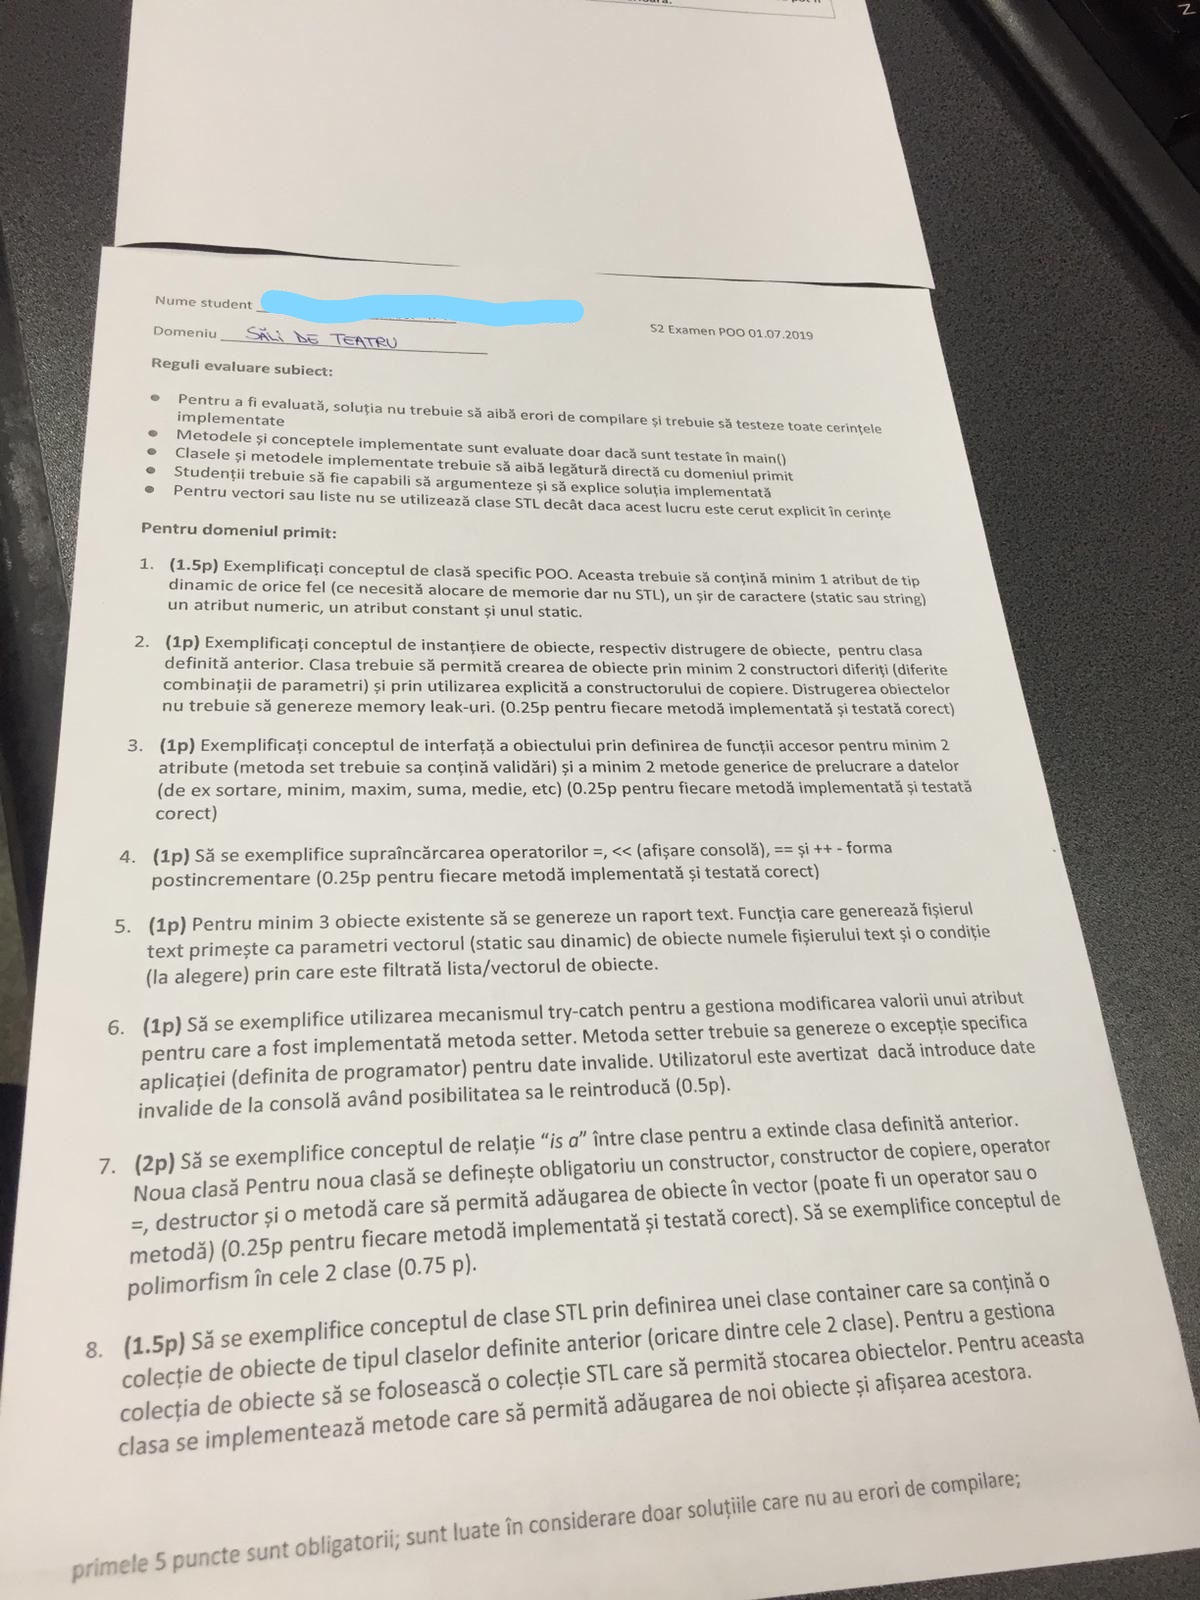 Nume student
Domeniu SĂLI DE TEATRU
S2 Examen POO 01.07.2019
Reguli evaluare subiect:
• Pentru a fi evaluată, soluția nu trebuie să aibă erori de compilare și trebuie să testeze toate cerințele
implementate
• Metodele și conceptele implementate sunt evaluate doar dacă sunt testate în main()
• Clasele și metodele implementate trebuie să aibă legătură directă cu domeniul primit
• Studenții trebuie să fie capabili să argumenteze și să explice soluția implementată
• Pentru vectori sau liste nu se utilizează clase STL decât daca acest lucru este cerut explicit în cerințe
Pentru domeniul primit:
1. (1.5p) Exemplificați conceptul de clasă specific POO. Aceasta trebuie să conțină minim 1 atribut de tip
dinamic de orice fel (ce necesită alocare de memorie dar nu STL), un șir de caractere (static sau string)
un atribut numeric, un atribut constant și unul static.
2. (1p) Exemplificați conceptul de instanțiere de obiecte, respectiv distrugere de obiecte, pentru clasa
definită anterior. Clasa trebuie să permită crearea de obiecte prin minim 2 constructori diferiți (diferite
combinații de parametri) și prin utilizarea explicită a constructorului de copiere. Distrugerea obiectelor
nu trebuie să genereze memory leak-uri. (0.25p pentru fiecare metodă implementată și testată corect)
3. (1p) Exemplificați conceptul de interfață a obiectului prin definirea de funcții accesor pentru minim 2
atribute (metoda set trebuie sa conțină validări) și a minim 2 metode generice de prelucrare a datelor
(de ex sortare, minim, maxim, suma, medie, etc) (0.25p pentru fiecare metodă implementată și testată
corect)
4. (1p) Să se exemplifice supraîncărcarea operatorilor =, << (afișare consolă), == și ++ - forma
postincrementare (0.25p pentru fiecare metodă implementată și testată corect)
5. (1p) Pentru minim 3 obiecte existente să se genereze un raport text. Funcția care generează fișierul
text primește ca parametri vectorul (static sau dinamic) de obiecte numele fișierului text și o condiție
(la alegere) prin care este filtrată lista/vectorul de obiecte.
6. (1p) Să se exemplifice utilizarea mecanismul try-catch pentru a gestiona modificarea valorii unui atribut
pentru care a fost implementată metoda setter. Metoda setter trebuie sa genereze o excepție specifica
aplicației (definita de programator) pentru date invalide. Utilizatorul este avertizat dacă introduce date
invalide de la consolă având posibilitatea sa le reintroducă (0.5p).
7. (2p) Să se exemplifice conceptul de relație "is a" între clase pentru a extinde clasa definită anterior.
Noua clasă Pentru noua clasă se definește obligatoriu un constructor, constructor de copiere, operator
=, destructor și o metodă care să permită adăugarea de obiecte în vector (poate fi un operator sau o
metodă) (0.25p pentru fiecare metodă implementată și testată corect). Să se exemplifice conceptul de
polimorfism în cele 2 clase (0.75 p).
8. (1.5p) Să se exemplifice conceptul de clase STL prin definirea unei clase container care sa conțină o
colecție de obiecte de tipul claselor definite anterior (oricare dintre cele 2 clase). Pentru a gestiona
colecția de obiecte să se folosească o colecție STL care să permită stocarea obiectelor. Pentru aceasta
clasa se implementează metode care să permită adăugarea de noi obiecte și afișarea acestora.
primele 5 puncte sunt obligatorii; sunt luate în considerare doar soluțiile care nu au erori de compilare;